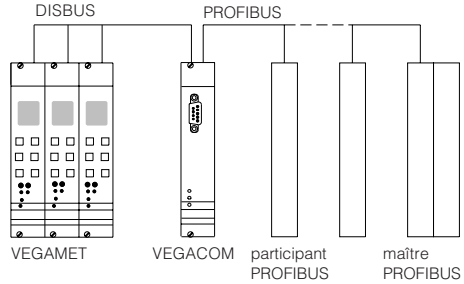 DISBUS PROFIBUS
VEGAMET VEGACOM participant PROFIBUS maître PROFIBUS